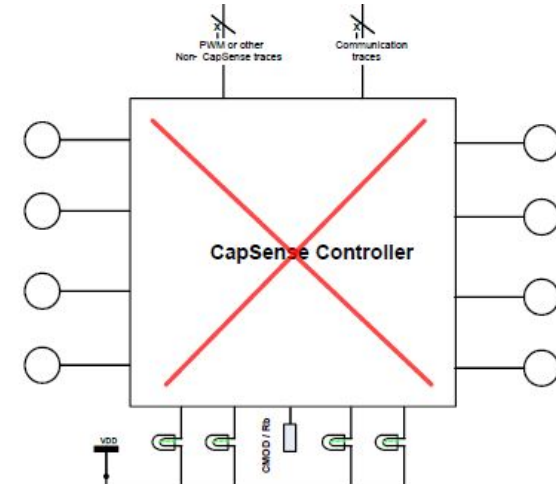 X
X
PWM or other
Non- CapSense traces
Communication
traces
CapSense Controller
VDD
CMOD / Rb